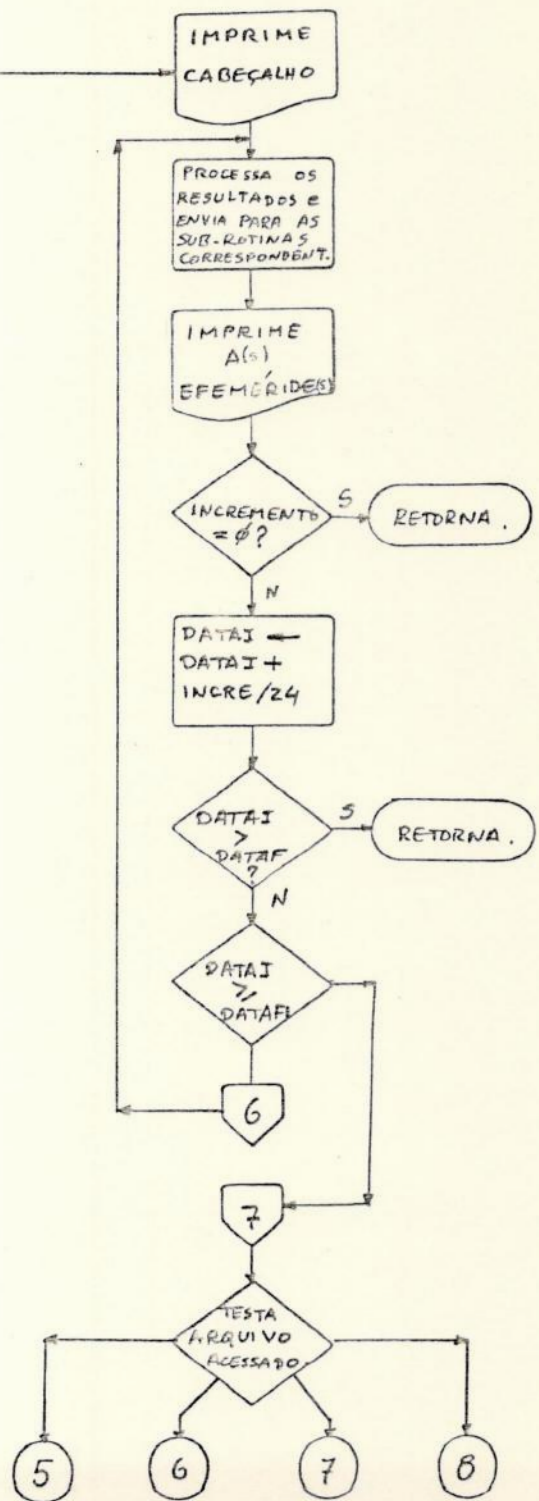 IMPRIME
CABEÇALHO
PROCESSA OS
RESULTADOS e
ENVIA PARA AS
SUB-ROTINAS
CORRESPONDENT.
IMPRIME
A(s)
EFEMÉRIDE(S)
INCREMENTO
= ø?
S
RETORNA.
N
DATAI ←
DATAI +
INCRE/24
DATAI
>
DATAF
?
S
RETORNA.
N
DATAI
≥
DATAFI
6
7
TESTA
ARQUIVO
ACESSADO.
5
6
7
8